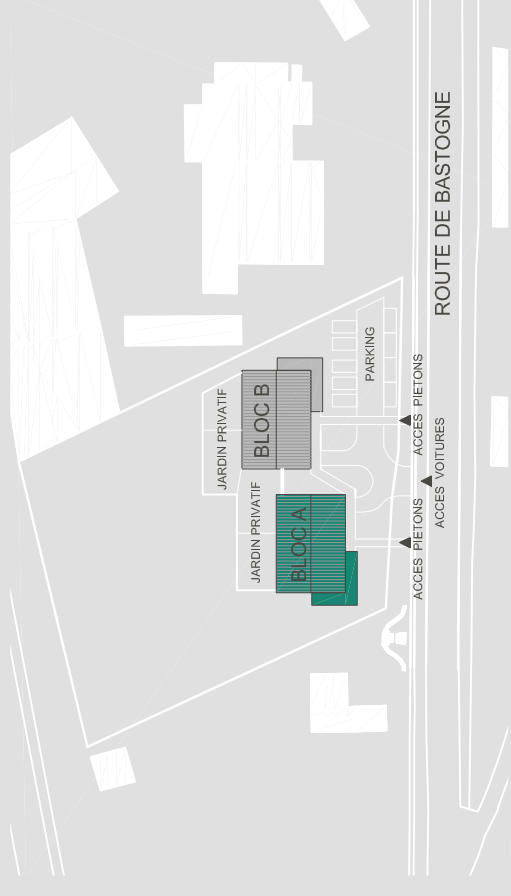 ROUTE DE BASTOGNE
PARKING
ACCES PIETONS
JARDIN PRIVATIF
BLOC B
ACCES VOITURES
JARDIN PRIVATIF
BLOC A
ACCES PIETONS